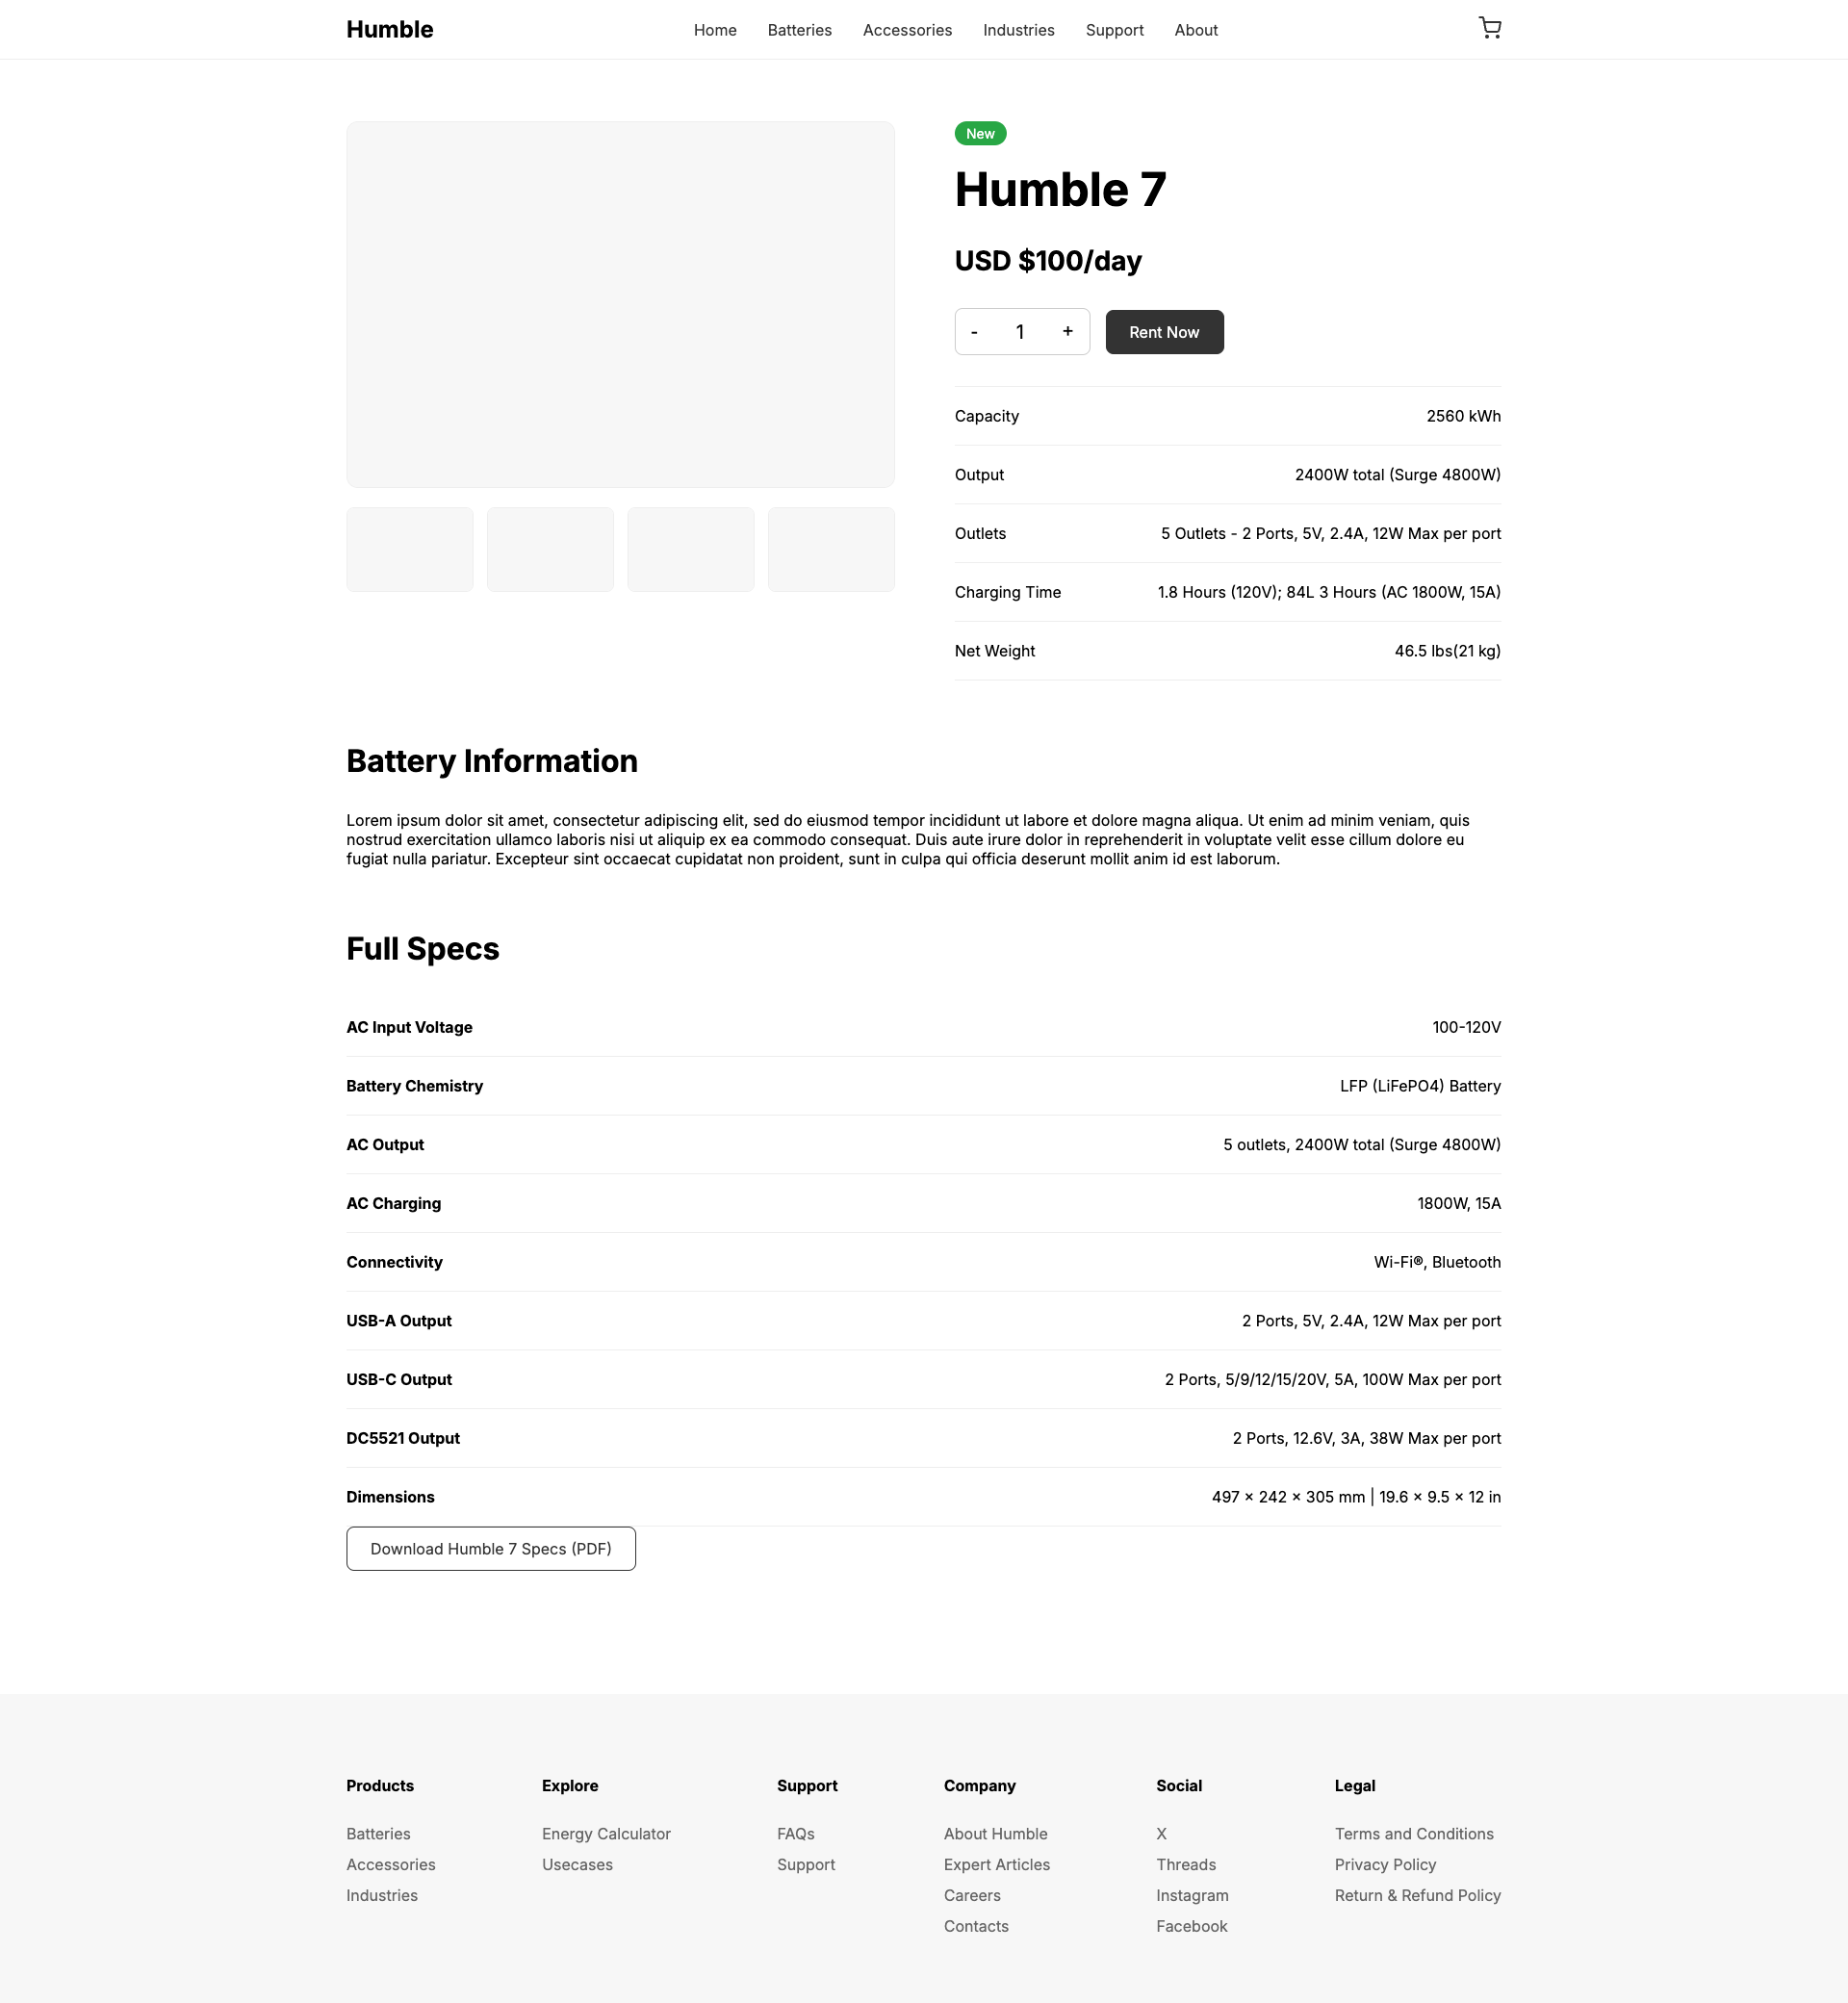 Humble
Home Batteries Accessories Industries Support About
New
Humble 7
USD $100/day
- 1 + Rent Now
Capacity 2560 kWh
Output 2400W total (Surge 4800W)
Outlets 5 Outlets - 2 Ports, 5V, 2.4A, 12W Max per port
Charging Time 1.8 Hours (120V); 84L 3 Hours (AC 1800W, 15A)
Net Weight 46.5 lbs(21 kg)
Battery Information
Lorem ipsum dolor sit amet, consectetur adipiscing elit, sed do eiusmod tempor incididunt ut labore et dolore magna aliqua. Ut enim ad minim veniam, quis
nostrud exercitation ullamco laboris nisi ut aliquip ex ea commodo consequat. Duis aute irure dolor in reprehenderit in voluptate velit esse cillum dolore eu
fugiat nulla pariatur. Excepteur sint occaecat cupidatat non proident, sunt in culpa qui officia deserunt mollit anim id est laborum.
Full Specs
AC Input Voltage 100-120V
Battery Chemistry LFP (LiFePO4) Battery
AC Output 5 outlets, 2400W total (Surge 4800W)
AC Charging 1800W, 15A
Connectivity Wi-Fi®, Bluetooth
USB-A Output 2 Ports, 5V, 2.4A, 12W Max per port
USB-C Output 2 Ports, 5/9/12/15/20V, 5A, 100W Max per port
DC5521 Output 2 Ports, 12.6V, 3A, 38W Max per port
Dimensions 497 × 242 × 305 mm | 19.6 × 9.5 × 12 in
Download Humble 7 Specs (PDF)
Products Explore Support Company Social Legal
Batteries Energy Calculator FAQs About Humble X Terms and Conditions
Accessories Usecases Support Expert Articles Threads Privacy Policy
Industries Careers Instagram Return & Refund Policy
Contacts Facebook